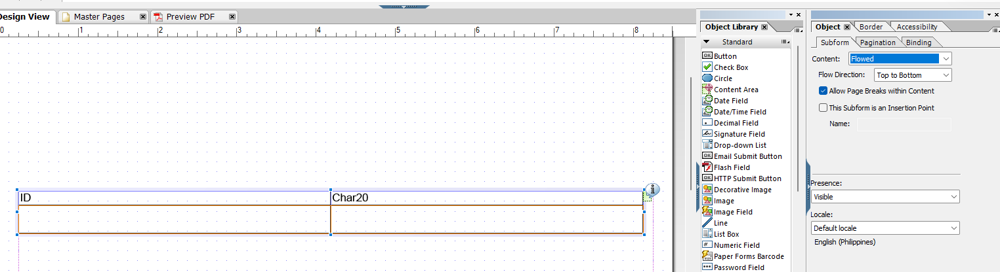 Design View
Master Pages
Preview PDF
0 1 2 3 4 5 6 7 8
ID Char20
Object Library
Standard
Button
Check Box
Circle
Content Area
Date Field
Date/Time Field
Decimal Field
Signature Field
Drop-down List
Email Submit Button
Flash Field
HTTP Submit Button
Decorative Image
Image
Image Field
Line
List Box
Numeric Field
Paper Forms Barcode
Password Field
Object Border Accessibility
Subform Pagination Binding
Content: Flowed
Flow Direction: Top to Bottom
Allow Page Breaks within Content
This Subform is an Insertion Point
Name:
Presence:
Visible
Locale:
Default locale
English (Philippines)